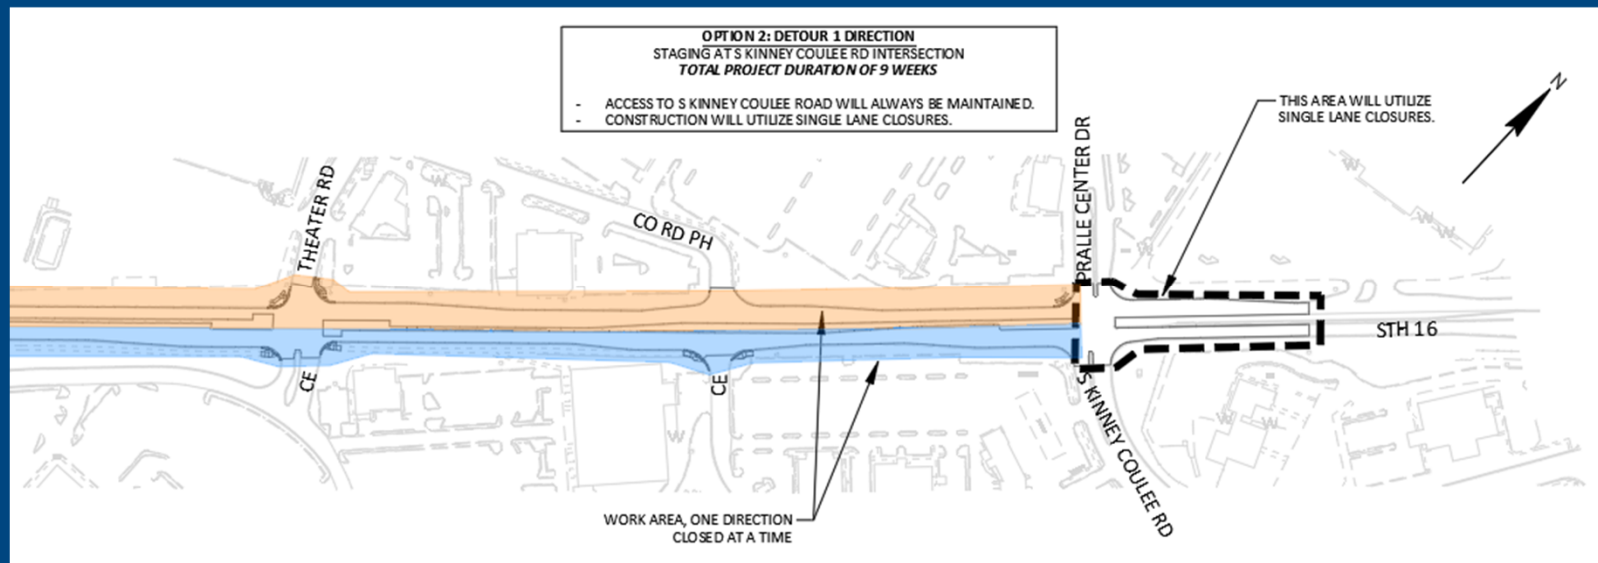 OPTION 2: DETOUR 1 DIRECTION
STAGING AT S KINNEY COULEE RD INTERSECTION
TOTAL PROJECT DURATION OF 9 WEEKS
- ACCESS TO S KINNEY COULEE ROAD WILL ALWAYS BE MAINTAINED.
- CONSTRUCTION WILL UTILIZE SINGLE LANE CLOSURES.
N
THIS AREA WILL UTILIZE
SINGLE LANE CLOSURES.
THEATER RD
CO RD PH
PRALLE CENTER DR
STH 16
CE
CE
S KINNEY COULEE RD
WORK AREA, ONE DIRECTION
CLOSED AT A TIME